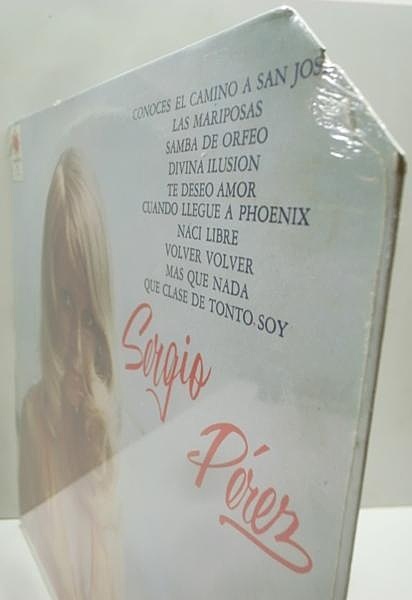 CONOCES EL CAMINO A SAN JOS
LAS MARIPOSAS
SAMBA DE ORFEO
DIVINA ILUSION
TE DESEO AMOR
CUANDO LLEGUE A PHOENIX
NACI LIBRE
VOLVER VOLVER
MAS QUE NADA
QUE CLASE DE TONTO SOY
Sergio
Pérez